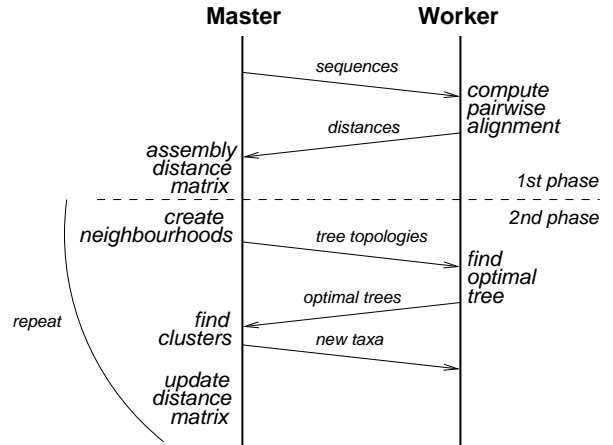 Master
Worker
sequences
compute
pairwise
alignment
distances
assembly
distance
matrix
1st phase
2nd phase
create
neighbourhoods
tree topologies
find
optimal
tree
optimal trees
repeat
find
clusters
new taxa
update
distance
matrix